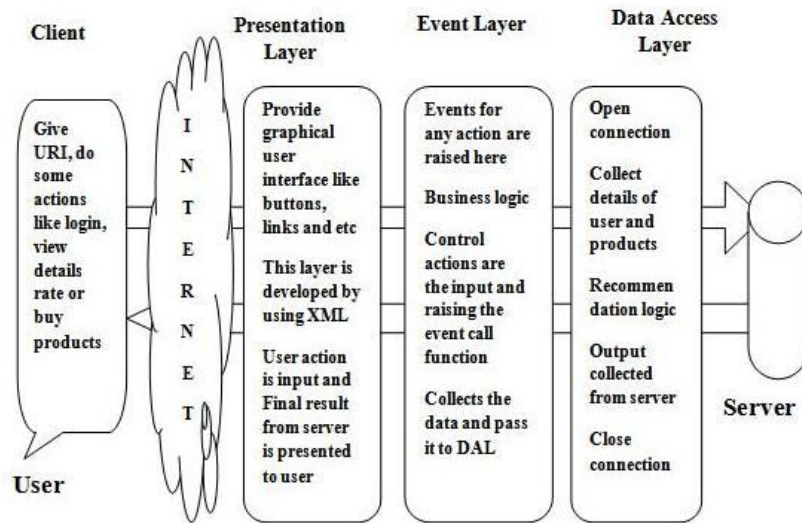 Client
Presentation
Layer
Event Layer
Data Access
Layer
Give
URI, do
some
actions
like login,
view
details
rate or
buy
products
User
I
N
T
E
R
N
E
T
Provide
graphical
user
interface like
buttons,
links and etc
This layer is
developed by
using XML
User action
is input and
Final result
from server
is presented
to user
Events for
any action are
raised here
Business logic
Control
actions are
the input and
raising the
event call
function
Collects the
data and pass
it to DAL
Open
connection
Collect
details of
user and
products
Recommen
dation logic
Output
collected
from server
Close
connection
Server